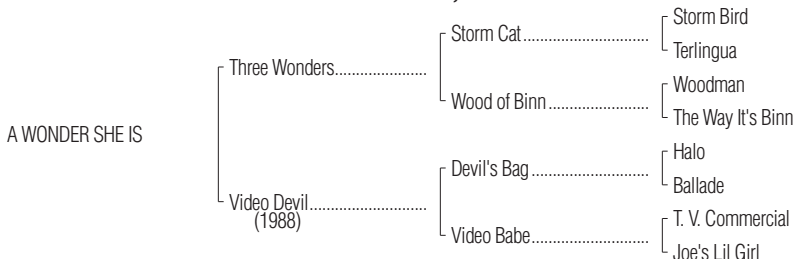 Storm Bird
Storm Cat......................
Terlingua
Three Wonders......................
Woodman
Wood of Binn......................
The Way It's Binn
A WONDER SHE IS
Halo
Devil's Bag......................
Ballade
Video Devil......................
(1988)
T. V. Commercial
Video Babe......................
Joe's Lil Girl